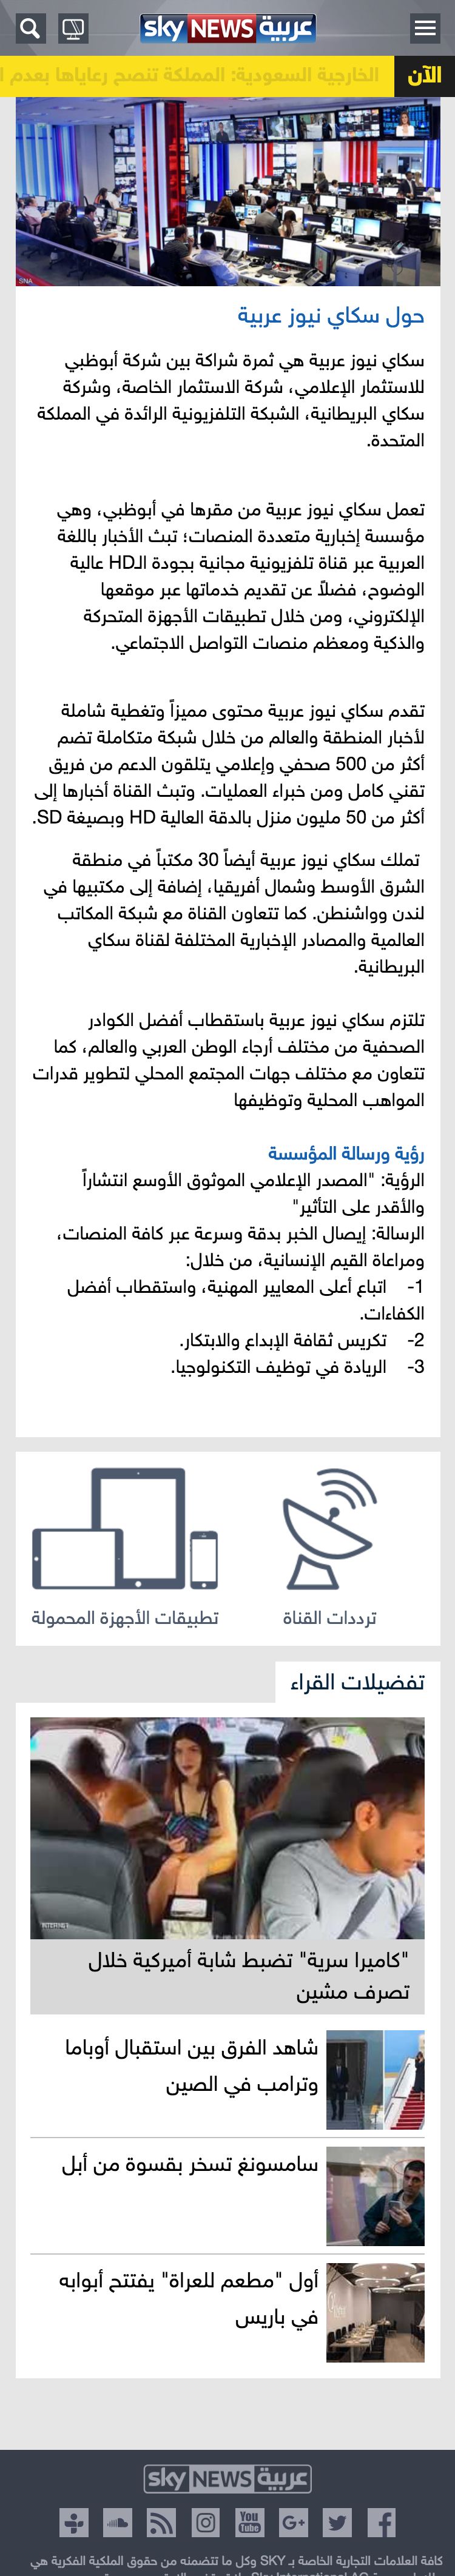 sky NEWS عربية
الآن
الخارجية السعودية: المملكة تنصح رعاياها بعدم
SNA
حول سكاي نيوز عربية
سكاي نيوز عربية هي ثمرة شراكة بين شركة أبوظبي
للاستثمار الإعلامي، شركة الاستثمار الخاصة، وشركة
سكاي البريطانية، الشبكة التلفزيونية الرائدة في المملكة
المتحدة.
تعمل سكاي نيوز عربية من مقرها في أبوظبي، وهي
مؤسسة إخبارية متعددة المنصات؛ تبث الأخبار باللغة
العربية عبر قناة تلفزيونية مجانية بجودة الـHD عالية
الوضوح، فضلاً عن تقديم خدماتها عبر موقعها
الإلكتروني، ومن خلال تطبيقات الأجهزة المتحركة
والذكية ومعظم منصات التواصل الاجتماعي.
تقدم سكاي نيوز عربية محتوى مميزاً وتغطية شاملة
لأخبار المنطقة والعالم من خلال شبكة متكاملة تضم
أكثر من 500 صحفي وإعلامي يتلقون الدعم من فريق
تقني كامل ومن خبراء العمليات. وتبث القناة أخبارها إلى
أكثر من 50 مليون منزل بالدقة العالية HD وبصيغة SD.
تملك سكاي نيوز عربية أيضاً 30 مكتباً في منطقة
الشرق الأوسط وشمال أفريقيا، إضافة إلى مكتبيها في
لندن وواشنطن. كما تتعاون القناة مع شبكة المكاتب
العالمية والمصادر الإخبارية المختلفة لقناة سكاي
البريطانية.
تلتزم سكاي نيوز عربية باستقطاب أفضل الكوادر
الصحفية من مختلف أرجاء الوطن العربي والعالم، كما
تتعاون مع مختلف جهات المجتمع المحلي لتطوير قدرات
المواهب المحلية وتوظيفها
رؤية ورسالة المؤسسة
الرؤية: "المصدر الإعلامي الموثوق الأوسع انتشاراً
والأقدر على التأثير"
الرسالة: إيصال الخبر بدقة وسرعة عبر كافة المنصات،
ومراعاة القيم الإنسانية، من خلال:
1- اتباع أعلى المعايير المهنية، واستقطاب أفضل
الكفاءات.
2- تكريس ثقافة الإبداع والابتكار.
3- الريادة في توظيف التكنولوجيا.
ترددات القناة
تطبيقات الأجهزة المحمولة
تفضيلات القراء
INTERNET
"كاميرا سرية" تضبط شابة أميركية خلال
تصرف مشين
شاهد الفرق بين استقبال أوباما
وترامب في الصين
سامسونغ تسخر بقسوة من أبل
أول "مطعم للعراة" يفتتح أبوابه
في باريس
sky NEWS عربية
You Tube
كافة العلامات التجارية الخاصة بـ SKY وكل ما تتضمنه من حقوق الملكية الفكرية هي